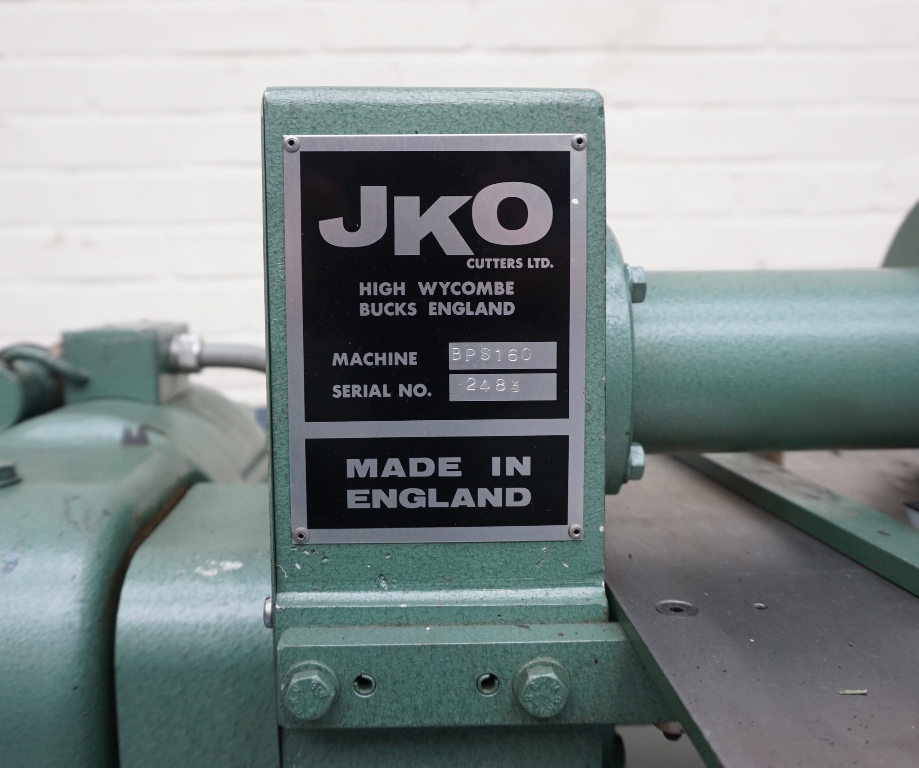 JKO
CUTTERS LTD.
HIGH WYCOMBE
BUCKS ENGLAND
MACHINE BPS160
SERIAL NO. 2483
MADE IN
ENGLAND